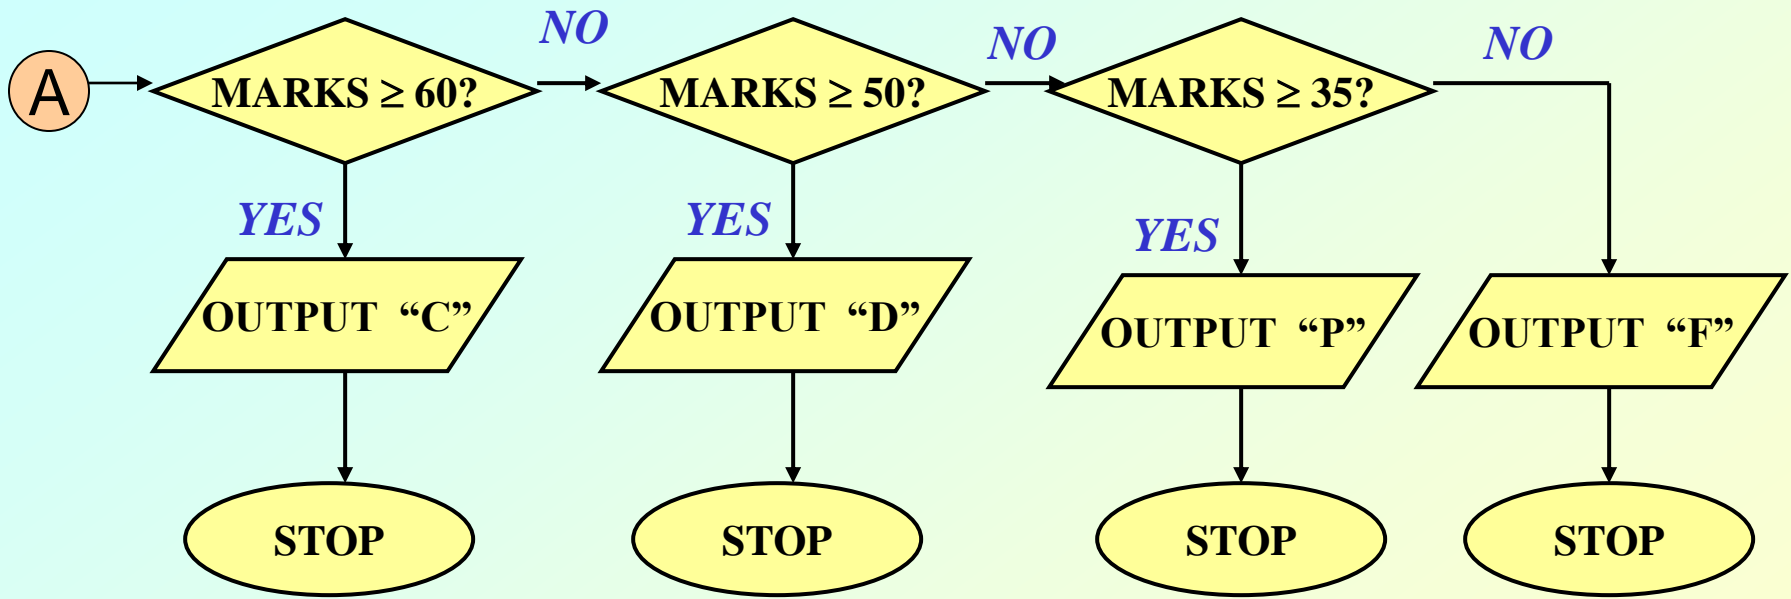 NO
NO
NO
A
MARKS ≥ 60?
MARKS ≥ 50?
MARKS ≥ 35?
YES
YES
YES
OUTPUT “C”
OUTPUT “D”
OUTPUT “P”
OUTPUT “F”
STOP
STOP
STOP
STOP